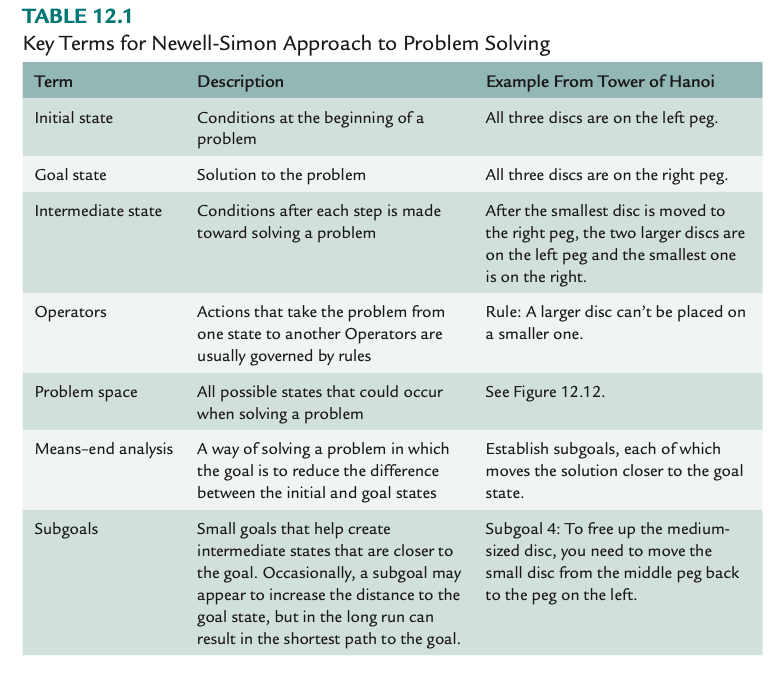 TABLE 12.1
Key Terms for Newell-Simon Approach to Problem Solving
Term Description Example From Tower of Hanoi
Initial state Conditions at the beginning of a All three discs are on the left peg.
problem
Goal state Solution to the problem All three discs are on the right peg.
Intermediate state Conditions after each step is made After the smallest disc is moved to
toward solving a problem the right peg, the two larger discs are
on the left peg and the smallest one
is on the right.
Operators Actions that take the problem from Rule: A larger disc can’t be placed on
one state to another Operators are a smaller one.
usually governed by rules
Problem space All possible states that could occur See Figure 12.12.
when solving a problem
Means–end analysis A way of solving a problem in which Establish subgoals, each of which
the goal is to reduce the difference moves the solution closer to the goal
between the initial and goal states state.
Subgoals Small goals that help create Subgoal 4: To free up the medium-
intermediate states that are closer to sized disc, you need to move the
the goal. Occasionally, a subgoal may small disc from the middle peg back
appear to increase the distance to the to the peg on the left.
goal state, but in the long run can
result in the shortest path to the goal.